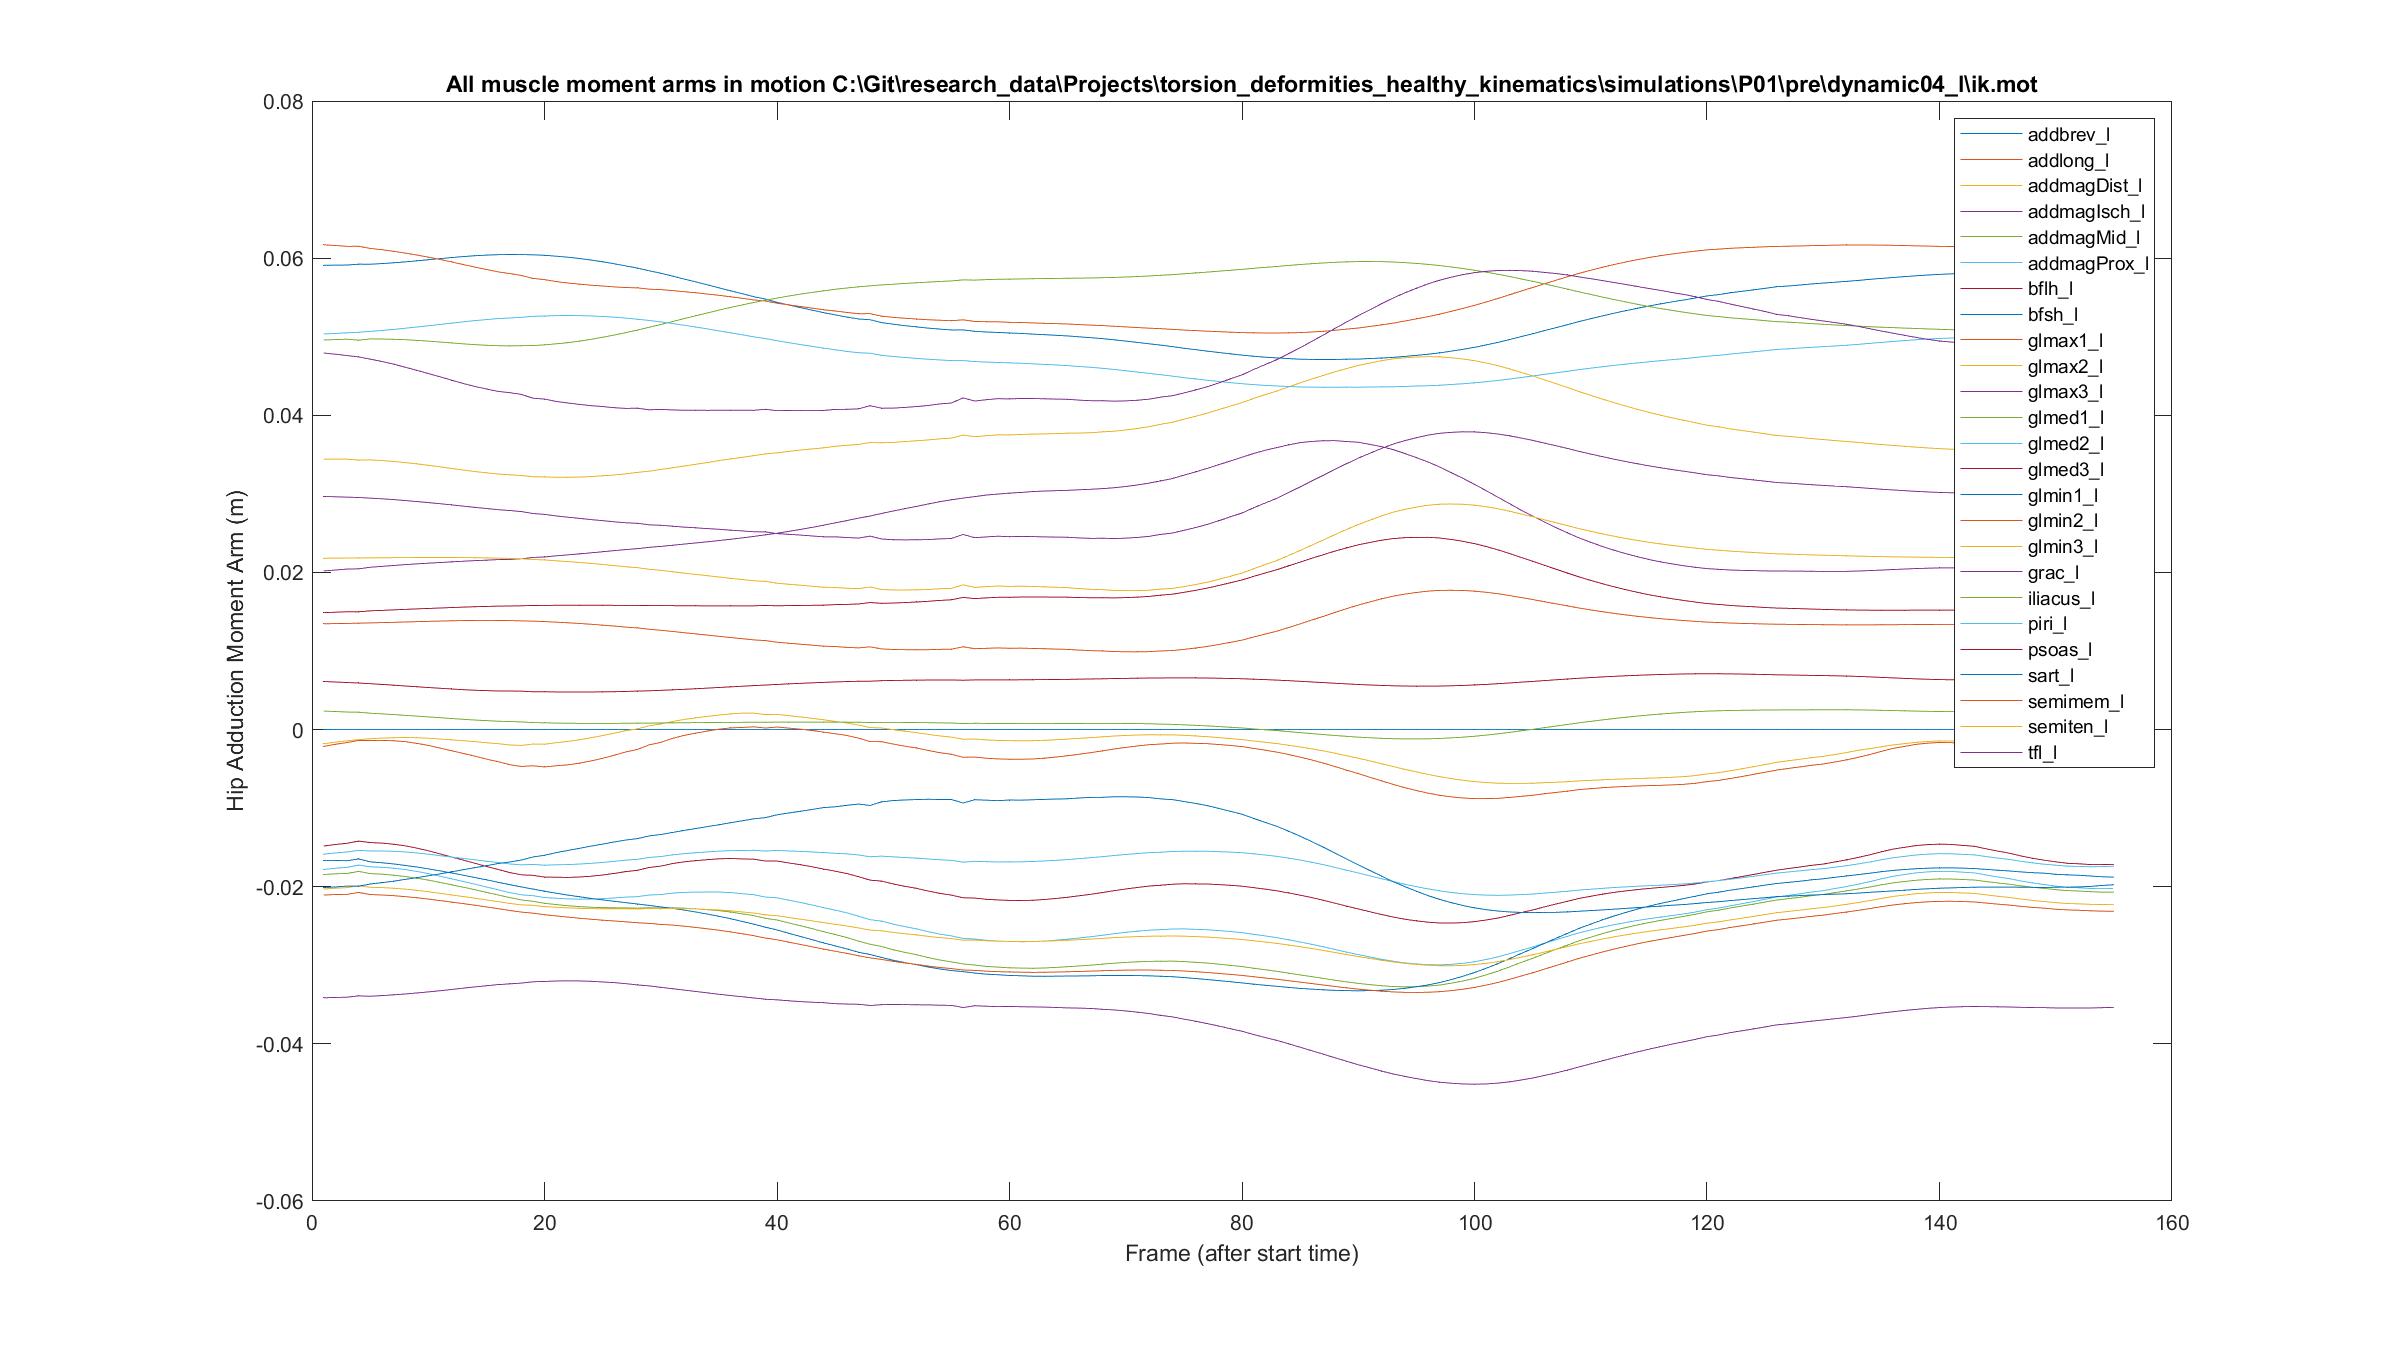 All muscle moment arms in motion C:\Git\research_data\Projects\torsion_deformities_healthy_kinematics\simulations\P01\pre\dynamic04_l\ik.mot
0.08
0.06
0.04
0.02
0
-0.02
-0.04
-0.06
Hip Adduction Moment Arm (m)
0 20 40 60 80 100 120 140 160
Frame (after start time)
addbrev_l
addlong_l
addmagDist_l
addmagIsch_l
addmagMid_l
addmagProx_l
bflh_l
bfsh_l
glmax1_l
glmax2_l
glmax3_l
glmed1_l
glmed2_l
glmed3_l
glmin1_l
glmin2_l
glmin3_l
grac_l
iliacus_l
piri_l
psoas_l
sart_l
semimem_l
semiten_l
tfl_l